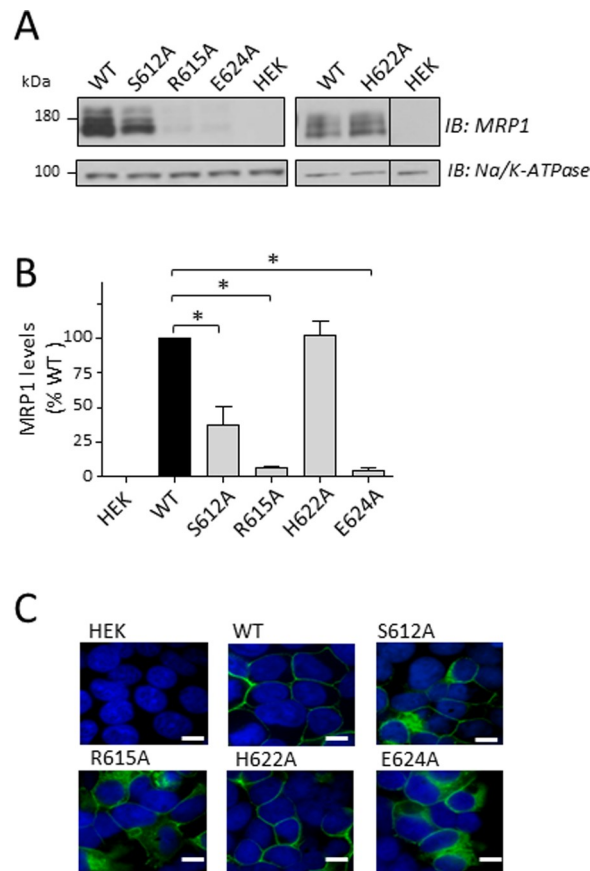 A
kDa
WT S612A R615A E624A HEK WT H622A HEK
180
IB: MRP1
100
IB: Na/K-ATPase
B
MRP1 levels
(% WT )
100
75
50
25
0
* * *
HEK WT S612A R615A H622A E624A
C
HEK WT S612A
R615A H622A E624A